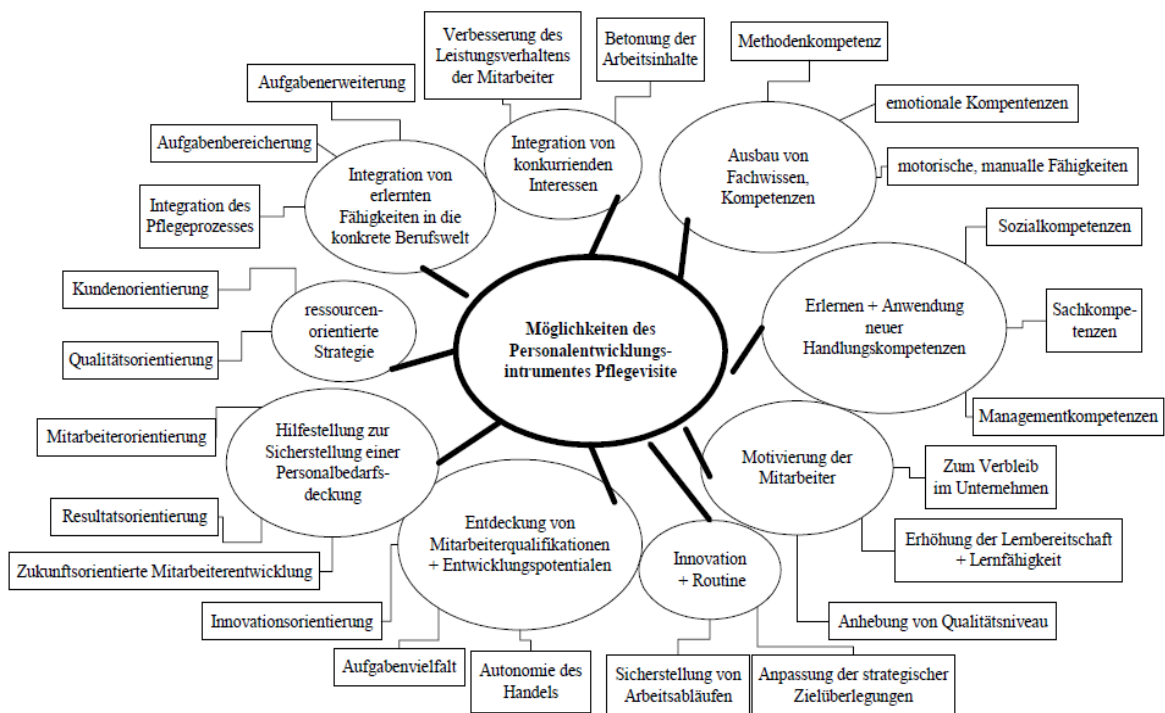 Verbesserung des
Leistungsverhaltens
der Mitarbeiter
Betonung der
Arbeitsinhalte
Methodenkompetenz
Aufgabenerweiterung
emotionale Kompentenzen
Aufgabenbereicherung
Integration von
konkurrienden
Interessen
Ausbau von
Fachwissen,
Kompetenzen
motorische, manualle Fähigkeiten
Integration von
erlernten
Fähigkeiten in die
konkrete Berufswelt
Integration des
Pflegeprozesses
Sozialkompetenzen
Kundenorientierung
ressourcen-
orientierte
Strategie
Erlernen + Anwendung
neuer
Handlungskompetenzen
Sachkompe-
tenzen
Möglichkeiten des
Personalentwicklungs-
intrumentes Pflegevisite
Qualitätsorientierung
Managementkompetenzen
Mitarbeiterorientierung
Hilfestellung zur
Sicherstellung einer
Personalbedarfs-
deckung
Motivierung der
Mitarbeiter
Zum Verbleib
im Unternehmen
Resultatsorientierung
Entdeckung von
Mitarbeiterqualifikationen
+ Entwicklungspotentialen
Innovation
+ Routine
Erhöhung der Lernbereitschaft
+ Lernfähigkeit
Zukunftsorientierte Mitarbeiterentwicklung
Innovationsorientierung
Anhebung von Qualitätsniveau
Aufgabenvielfalt
Autonomie des
Handels
Sicherstellung von
Arbeitsabläufen
Anpassung der strategischer
Zielüberlegungen